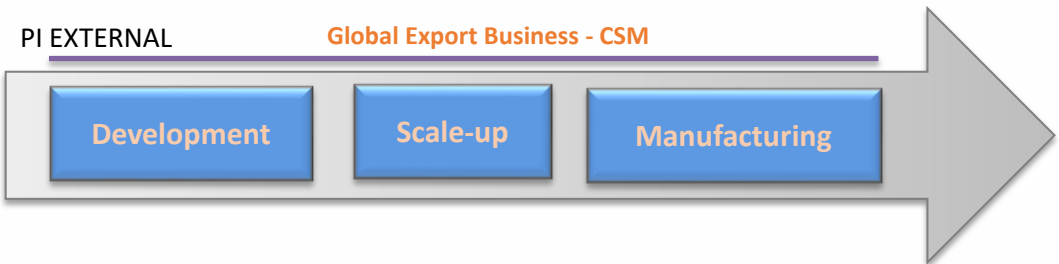 PI EXTERNAL
Global Export Business - CSM
Development
Scale-up
Manufacturing